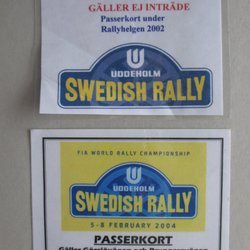 GÄLLER EJ INTRÄDE
Passerkort under
Rallyhelgen 2002
UDDEHOLM
SWEDISH RALLY
FIA WORLD RALLY CHAMPIONSHIP
UDDEHOLM
SWEDISH RALLY
5-8 FEBRUARY 2004
PASSERKORT
Gäller